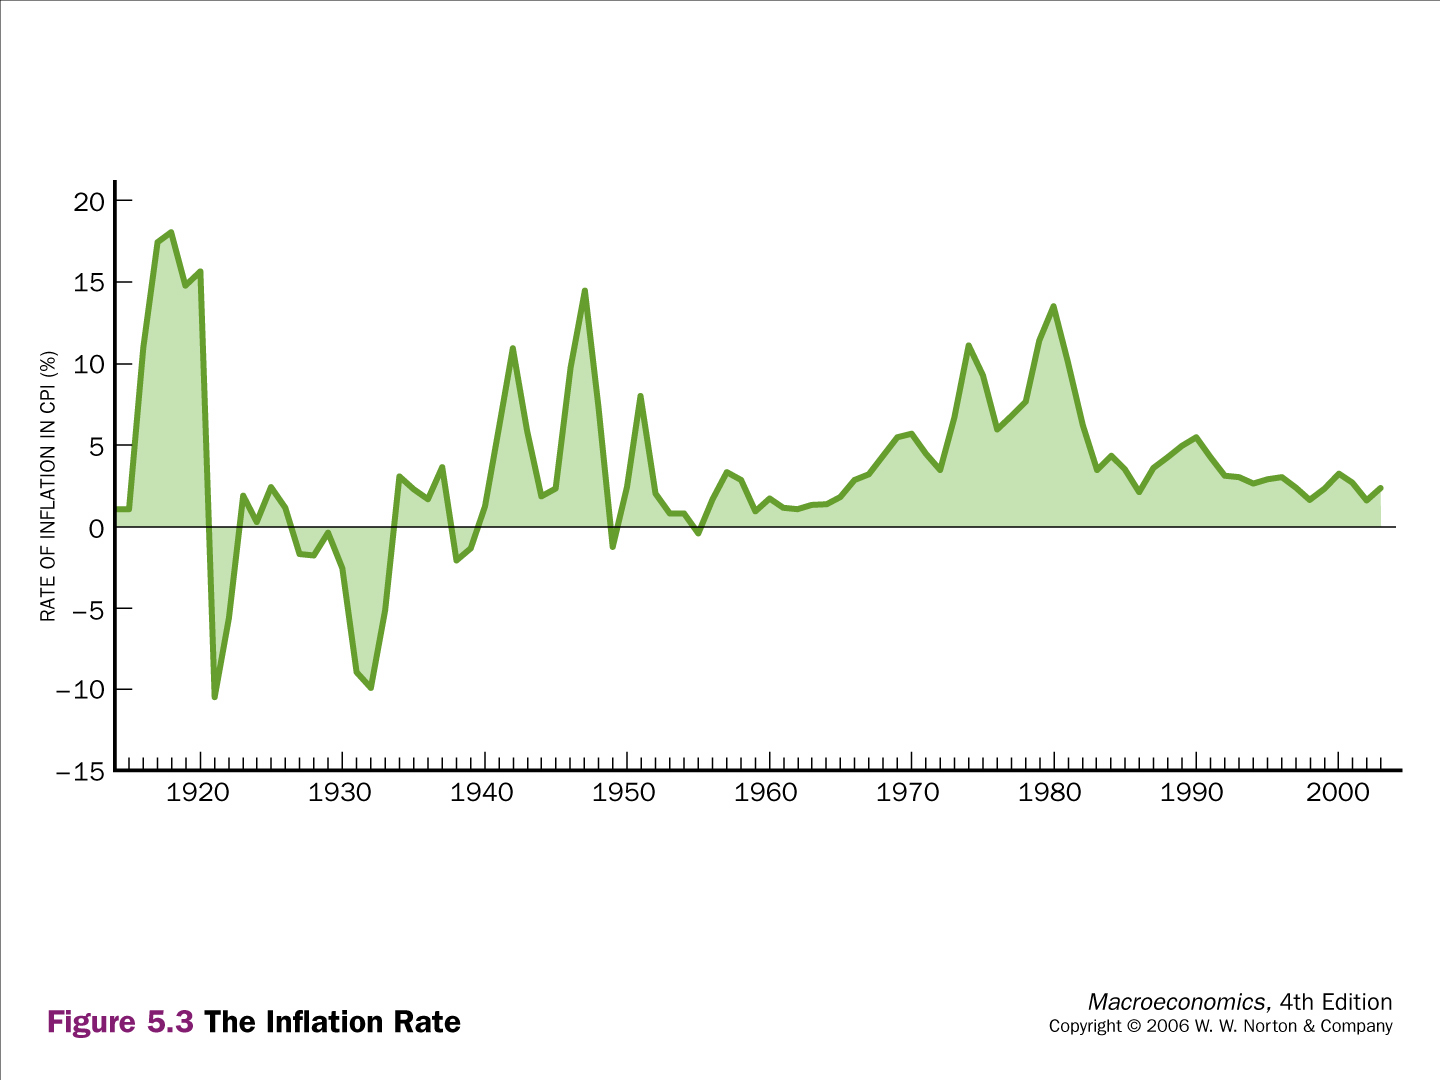 RATE OF INFLATION IN CPI (%)
20
15
10
5
0
–5
–10
–15
1920 1930 1940 1950 1960 1970 1980 1990 2000
Figure 5.3 The Inflation Rate
Macroeconomics, 4th Edition
Copyright © 2006 W. W. Norton & Company